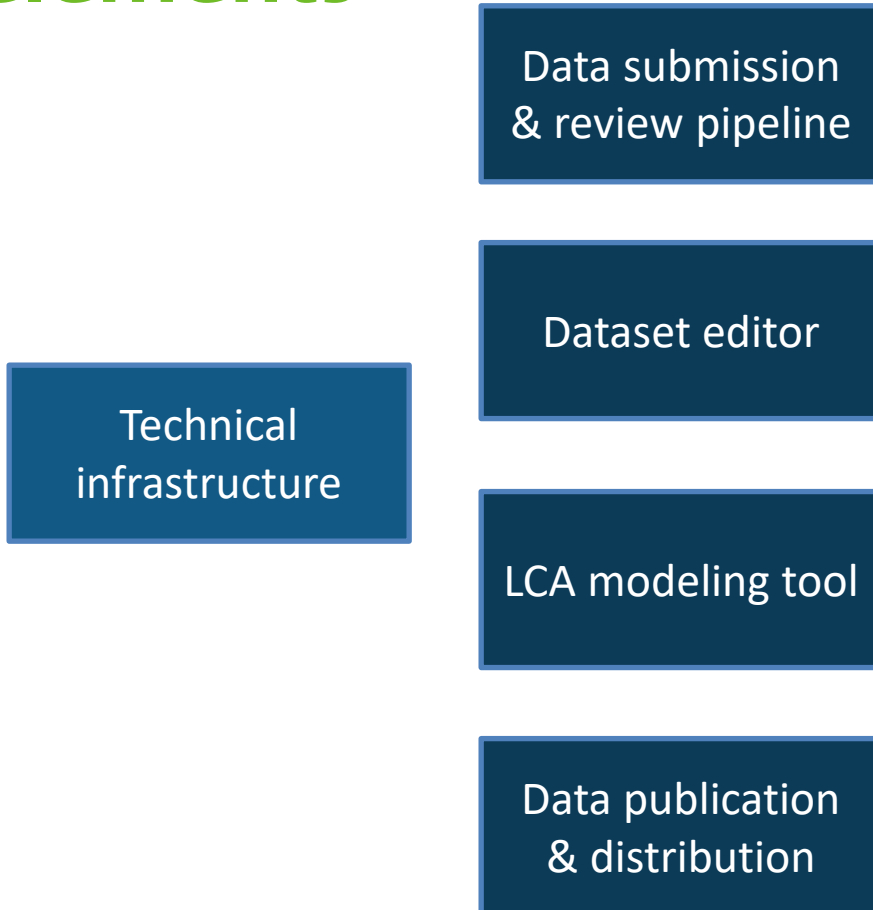 Data submission
& review pipeline
Dataset editor
Technical
infrastructure
LCA modeling tool
Data publication
& distribution